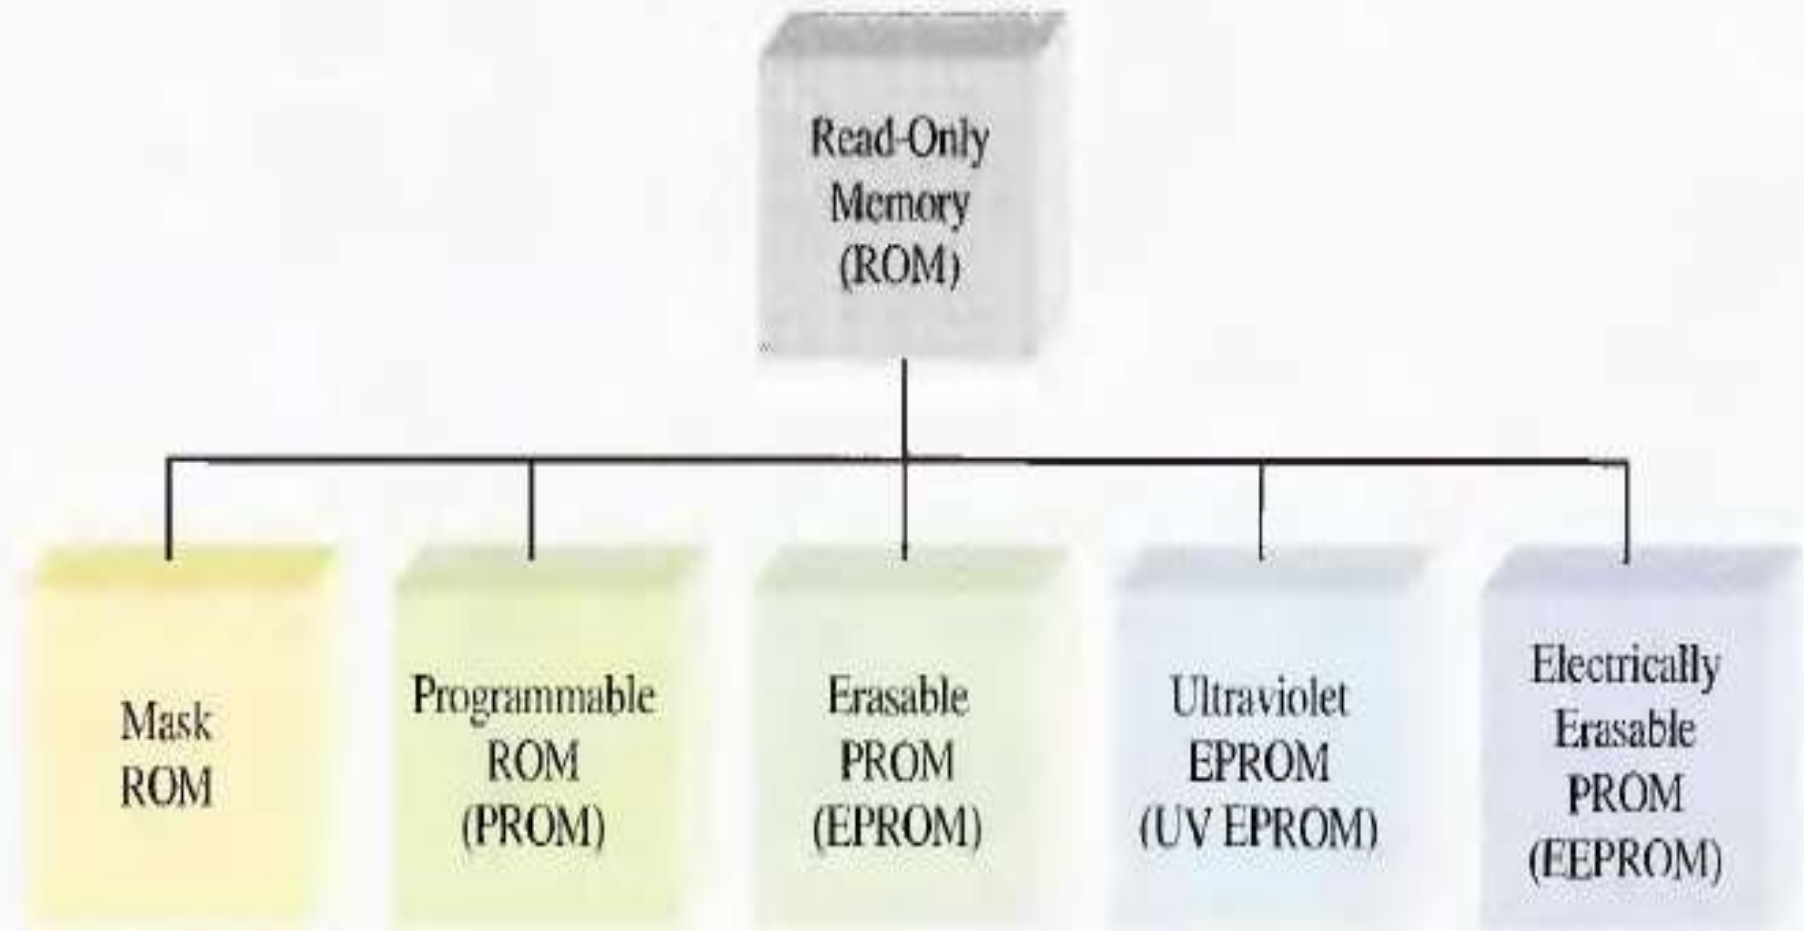 Read-Only
Memory
(ROM)
Mask
ROM
Programmable
ROM
(PROM)
Erasable
PROM
(EPROM)
Ultraviolet
EPROM
(UV EPROM)
Electrically
Erasable
PROM
(EEPROM)